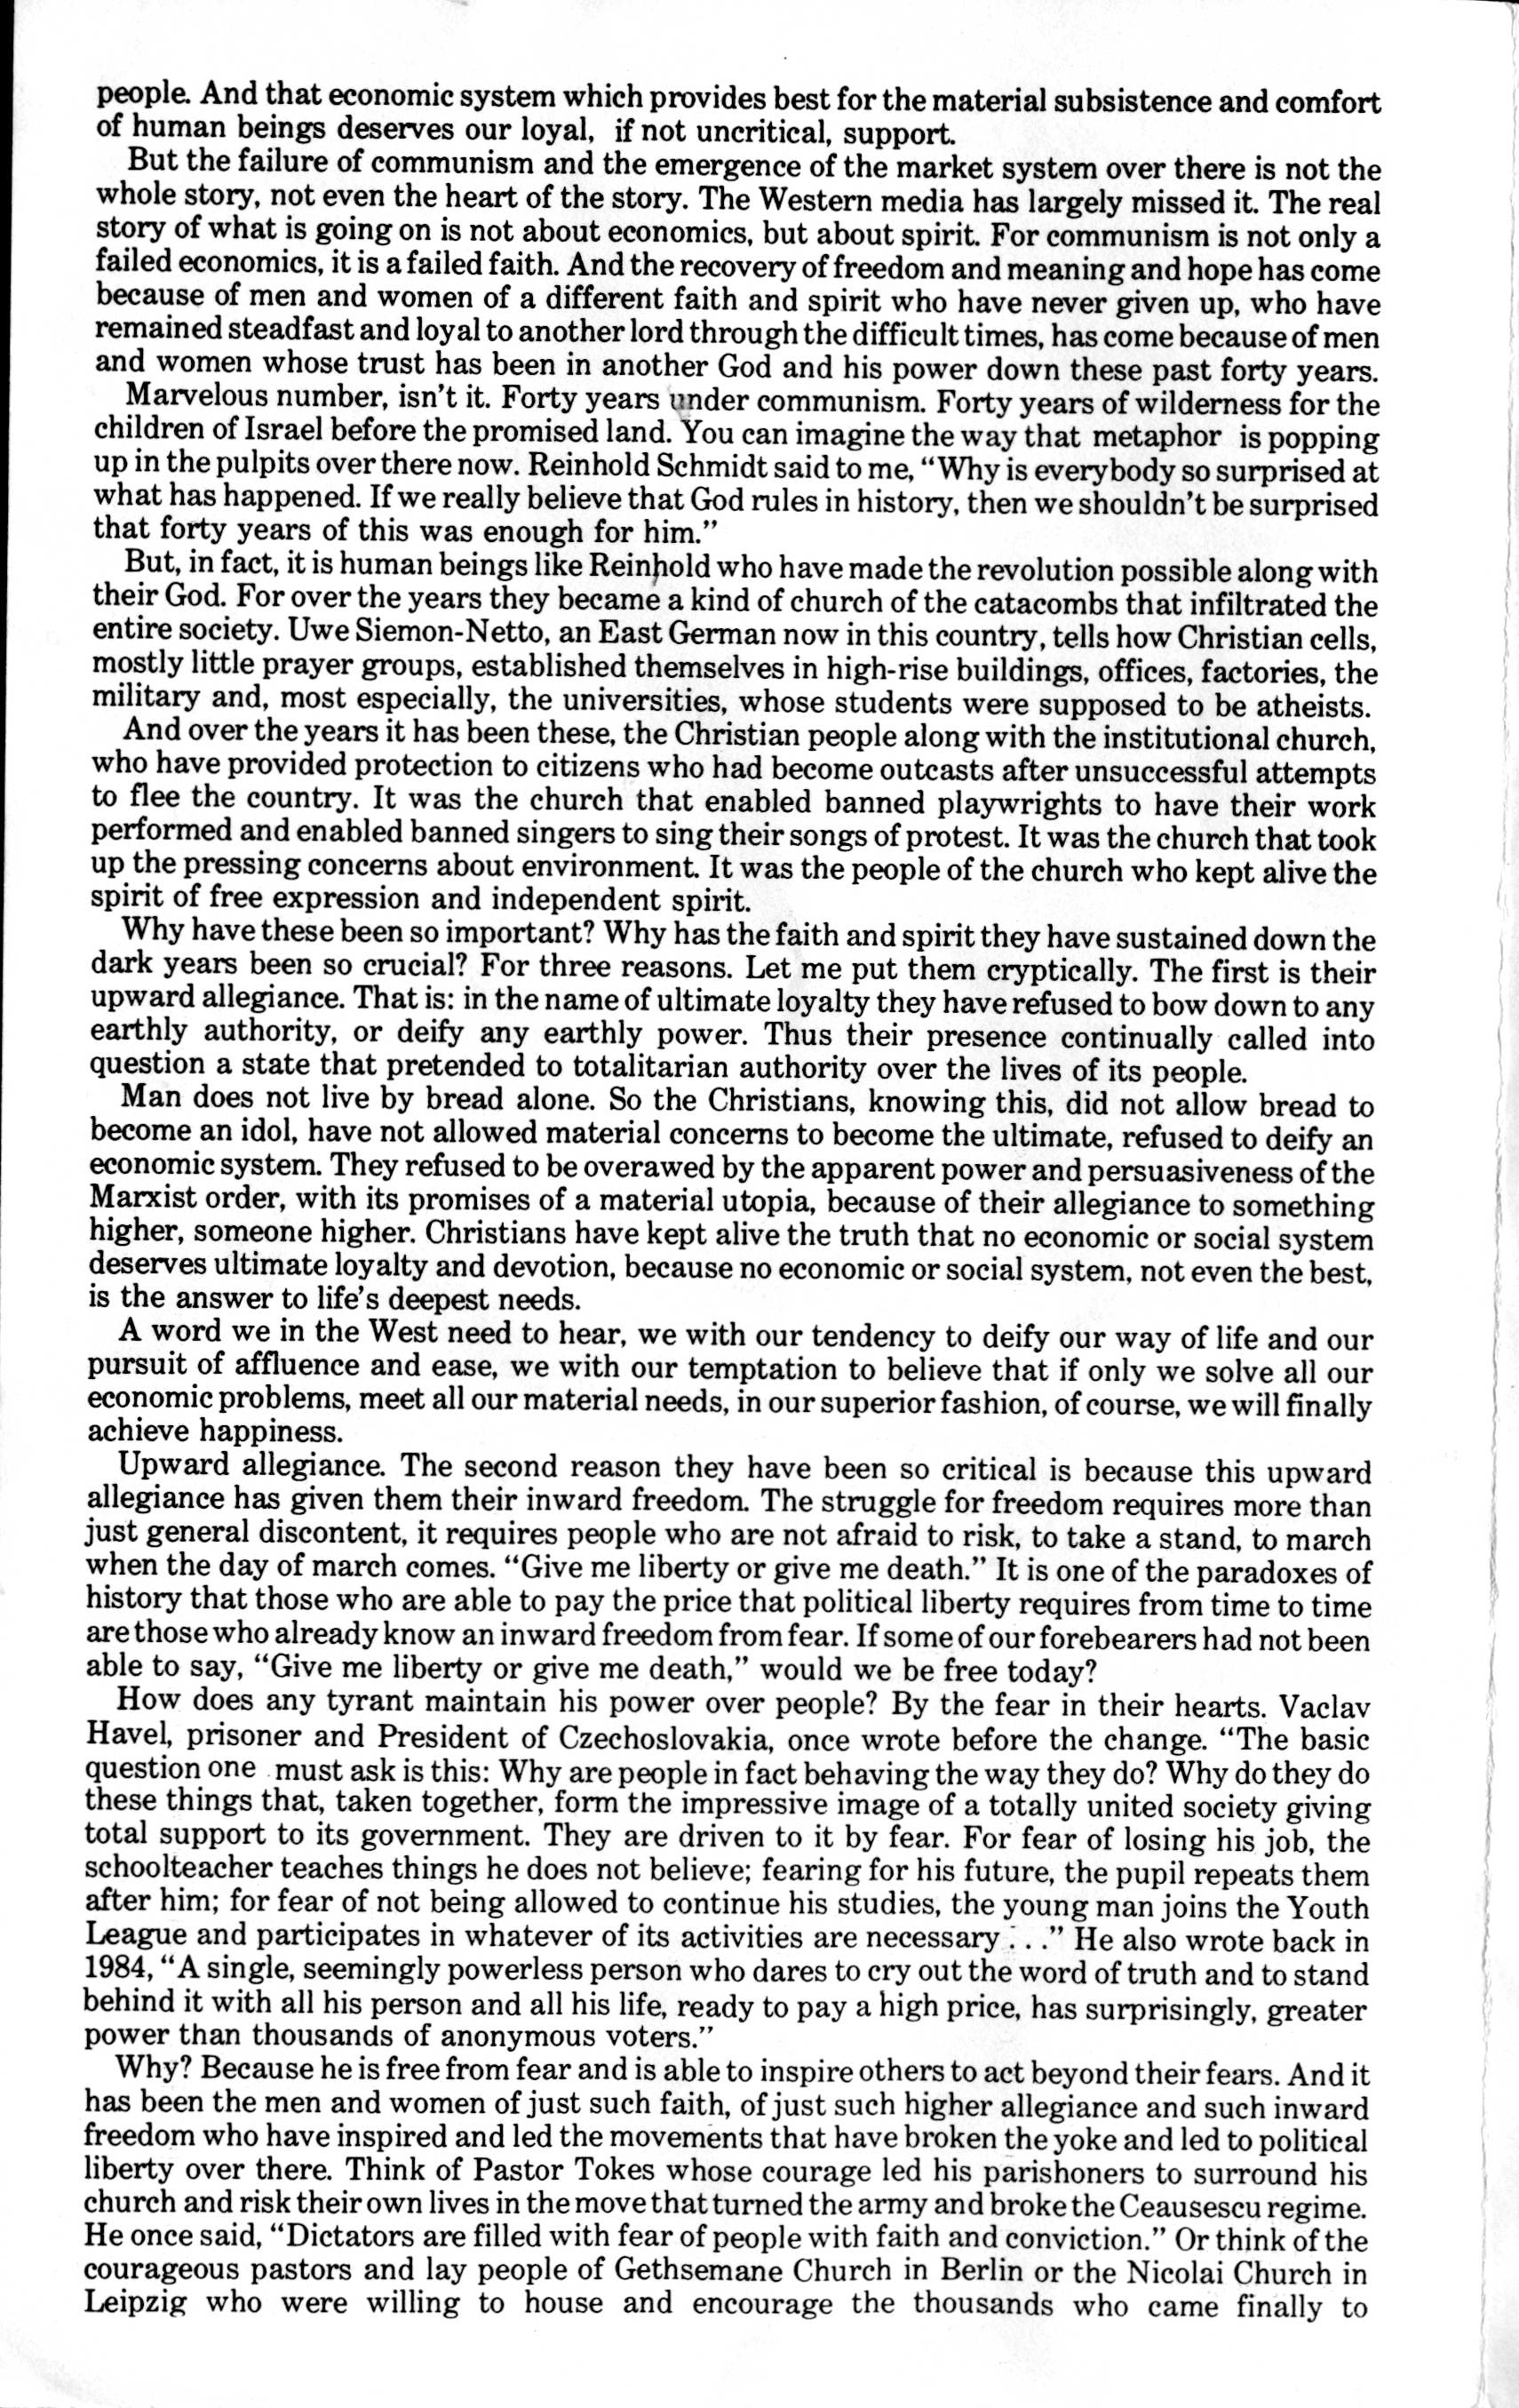 people. And that economic system which provides best for the material subsistence and comfort
of human beings deserves our loyal, if not uncritical, support.
But the failure of communism and the emergence of the market system over there is not the
whole story, not even the heart of the story. The Western media has largely missed it. The real
story of what is going on is not about economics, but about spirit. For communism is not only a
failed economics, it is a failed faith. And the recovery of freedom and meaning and hope has come
because of men and women of a different faith and spirit who have never given up, who have
remained steadfast and loyal to another lord through the difficult times, has come because of men
and women whose trust has been in another God and his power down these past forty years.
Marvelous number, isn't it. Forty years under communism. Forty years of wilderness for the
children of Israel before the promised land. You can imagine the way that metaphor is popping
up in the pulpits over there now. Reinhold Schmidt said to me, “Why is everybody so surprised at
what has happened. If we really believe that God rules in history, then we shouldn't be surprised
that forty years of this was enough for him.”
But, in fact, it is human beings like Reinhold who have made the revolution possible along with
their God. For over the years they became a kind of church of the catacombs that infiltrated the
entire society. Uwe Siemon-Netto, an East German now in this country, tells how Christian cells,
mostly little prayer groups, established themselves in high-rise buildings, offices, factories, the
military and, most especially, the universities, whose students were supposed to be atheists.
And over the years it has been these, the Christian people along with the institutional church,
who have provided protection to citizens who had become outcasts after unsuccessful attempts
to flee the country. It was the church that enabled banned playwrights to have their work
performed and enabled banned singers to sing their songs of protest. It was the church that took
up the pressing concerns about environment. It was the people of the church who kept alive the
spirit of free expression and independent spirit.
Why have these been so important? Why has the faith and spirit they have sustained down the
dark years been so crucial? For three reasons. Let me put them cryptically. The first is their
upward allegiance. That is: in the name of ultimate loyalty they have refused to bow down to any
earthly authority, or deify any earthly power. Thus their presence continually called into
question a state that pretended to totalitarian authority over the lives of its people.
Man does not live by bread alone. So the Christians, knowing this, did not allow bread to
become an idol, have not allowed material concerns to become the ultimate, refused to deify an
economic system. They refused to be overawed by the apparent power and persuasiveness of the
Marxist order, with its promises of a material utopia, because of their allegiance to something
higher, someone higher. Christians have kept alive the truth that no economic or social system
deserves ultimate loyalty and devotion, because no economic or social system, not even the best,
is the answer to life's deepest needs.
A word we in the West need to hear, we with our tendency to deify our way of life and our
pursuit of affluence and ease, we with our temptation to believe that if only we solve all our
economic problems, meet all our material needs, in our superior fashion, of course, we will finally
achieve happiness.
Upward allegiance. The second reason they have been so critical is because this upward
allegiance has given them their inward freedom. The struggle for freedom requires more than
just general discontent, it requires people who are not afraid to risk, to take a stand, to march
when the day of march comes. “Give me liberty or give me death.” It is one of the paradoxes of
history that those who are able to pay the price that political liberty requires from time to time
are those who already know an inward freedom from fear. If some of our forebearers had not been
able to say, “Give me liberty or give me death,” would we be free today?
How does any tyrant maintain his power over people? By the fear in their hearts. Vaclav
Havel, prisoner and President of Czechoslovakia, once wrote before the change. “The basic
question one must ask is this: Why are people in fact behaving the way they do? Why do they do
these things that, taken together, form the impressive image of a totally united society giving
total support to its government. They are driven to it by fear. For fear of losing his job, the
schoolteacher teaches things he does not believe; fearing for his future, the pupil repeats them
after him; for fear of not being allowed to continue his studies, the young man joins the Youth
League and participates in whatever of its activities are necessary . . .” He also wrote back in
1984, “A single, seemingly powerless person who dares to cry out the word of truth and to stand
behind it with all his person and all his life, ready to pay a high price, has surprisingly, greater
power than thousands of anonymous voters.”
Why? Because he is free from fear and is able to inspire others to act beyond their fears. And it
has been the men and women of just such faith, of just such higher allegiance and such inward
freedom who have inspired and led the movements that have broken the yoke and led to political
liberty over there. Think of Pastor Tokes whose courage led his parishoners to surround his
church and risk their own lives in the move that turned the army and broke the Ceausescu regime.
He once said, “Dictators are filled with fear of people with faith and conviction.” Or think of the
courageous pastors and lay people of Gethsemane Church in Berlin or the Nicolai Church in
Leipzig who were willing to house and encourage the thousands who came finally to